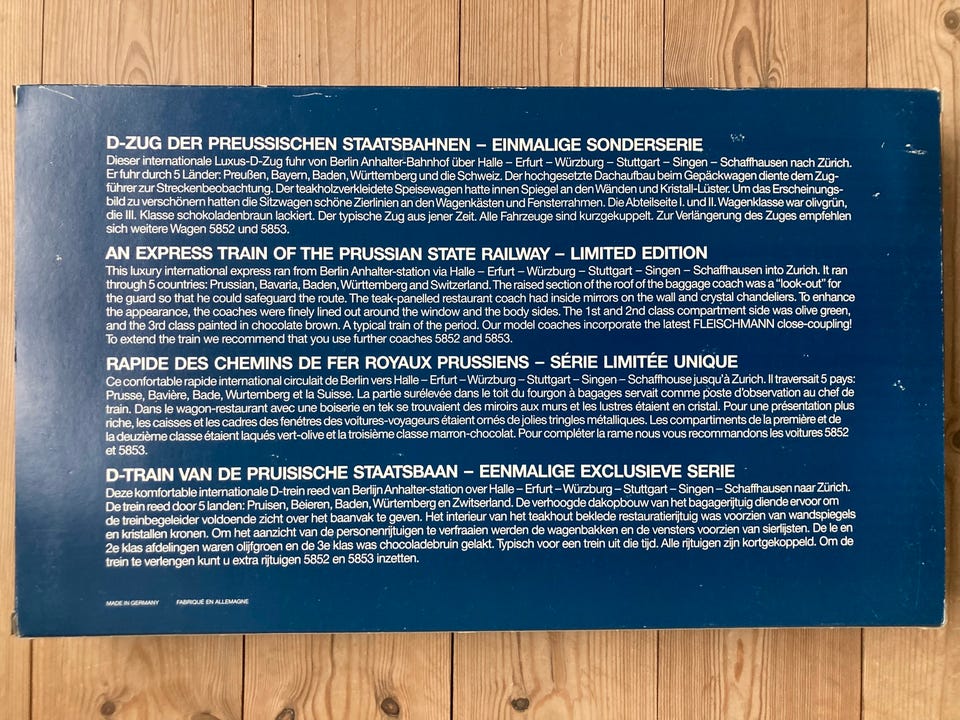 D-ZUG DER PREUSSISCHEN STAATSBAHNEN – EINMALIGE SONDERSERIE
Dieser internationale Luxus-D-Zug fuhr von Berlin Anhalter-Bahnhof über Halle – Erfurt – Würzburg – Stuttgart – Singen – Schaffhausen nach Zürich.
Er fuhr durch 5 Länder: Preußen, Bayern, Baden, Württemberg und die Schweiz. Der hochgesetzte Dachaufbau beim Gepäckwagen diente dem Zug-
führer zur Streckenbeobachtung. Der teakholzverkleidete Speisewagen hatte innen Spiegel an den Wänden und Kristall-Lüster. Um das Erscheinungs-
bild zu verschönern hatten die Sitzwagen schöne Zierlinien an den Wagenkästen und Fensterrahmen. Die Abteilseite I. und II. Wagenklasse war olivgrün,
die III. Klasse schokoladenbraun lackiert. Der typische Zug aus jener Zeit. Alle Fahrzeuge sind kurzgekuppelt. Zur Verlängerung des Zuges empfehlen
sich weitere Wagen 5852 und 5853.
AN EXPRESS TRAIN OF THE PRUSSIAN STATE RAILWAY – LIMITED EDITION
This luxury international express ran from Berlin Anhalter-station via Halle – Erfurt – Würzburg – Stuttgart – Singen – Schaffhausen into Zurich. It ran
through 5 countries: Prussian, Bavaria, Baden, Württemberg and Switzerland. The raised section of the roof of the baggage coach was a “look-out” for
the guard so that he could safeguard the route. The teak-panelled restaurant coach had inside mirrors on the wall and crystal chandeliers. To enhance
the appearance, the coaches were finely lined out around the window and the body sides. The 1st and 2nd class compartment side was olive green,
and the 3rd class painted in chocolate brown. A typical train of the period. Our model coaches incorporate the latest FLEISCHMANN close-coupling!
To extend the train we recommend that you use further coaches 5852 and 5853.
RAPIDE DES CHEMINS DE FER ROYAUX PRUSSIENS – SÉRIE LIMITÉE UNIQUE
Ce confortable rapide international circulait de Berlin vers Halle – Erfurt – Würzburg – Stuttgart – Singen – Schaffhouse jusqu'à Zurich. Il traversait 5 pays:
Prusse, Bavière, Bade, Wurtemberg et la Suisse. La partie surélevée dans le toit du fourgon à bagages servait comme poste d'observation au chef de
train. Dans le wagon-restaurant avec une boiserie en tek se trouvaient des miroirs aux murs et les lustres étaient en cristal. Pour une présentation plus
riche, les caisses et les cadres des fenêtres des voitures-voyageurs étaient ornés de jolies tringles métalliques. Les compartiments de la première et de
la deuxième classe étaient laqués vert-olive et la troisième classe marron-chocolat. Pour compléter la rame nous vous recommandons les voitures 5852
et 5853.
D-TRAIN VAN DE PRUISISCHE STAATSBAAN – EENMALIGE EXCLUSIEVE SERIE
Deze komfortable internationale D-trein reed van Berlijn Anhalter-station over Halle – Erfurt – Würzburg – Stuttgart – Singen – Schaffhausen naar Zürich.
De trein reed door 5 landen: Pruisen, Beieren, Baden, Würtemberg en Zwitserland. De verhoogde dakopbouw van het bagagerijtuig diende ervoor om
de treinbegeleider voldoende zicht over het baanvak te geven. Het interieur van het teakhout beklede restauratierijtuig was voorzien van wandspiegels
en kristallen kronen. Om het aanzicht van de personenrijtuigen te verfraaien werden de wagenbakken en de vensters voorzien van sierlijsten. De 1e en
2e klas afdelingen waren olijfgroen en de 3e klas was chocoladebruin gelakt. Typisch voor een trein uit die tijd. Alle rijtuigen zijn kortgekoppeld. Om de
trein te verlengen kunt u extra rijtuigen 5852 en 5853 inzetten.
MADE IN GERMANY FABRIQUÉ EN ALLEMAGNE